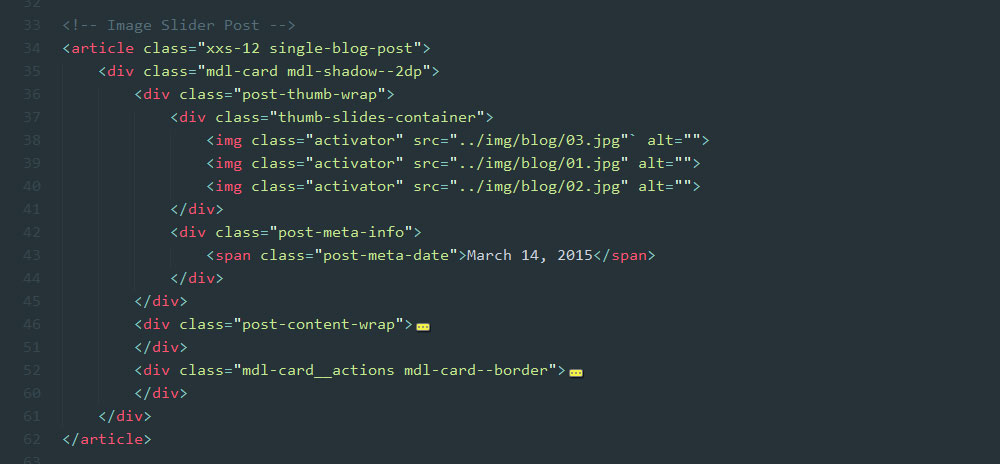 32
33 <!-- Image Slider Post -->
34 <article class="xxs-12 single-blog-post">
35     <div class="mdl-card mdl-shadow--2dp">
36         <div class="post-thumb-wrap">
37             <div class="thumb-slides-container">
38                 <img class="activator" src="../img/blog/03.jpg"` alt="">
39                 <img class="activator" src="../img/blog/01.jpg" alt="">
40                 <img class="activator" src="../img/blog/02.jpg" alt="">
41             </div>
42             <div class="post-meta-info">
43                 <span class="post-meta-date">March 14, 2015</span>
44             </div>
45         </div>
46         <div class="post-content-wrap">
51         </div>
52         <div class="mdl-card__actions mdl-card--border">
60         </div>
61     </div>
62 </article>
63